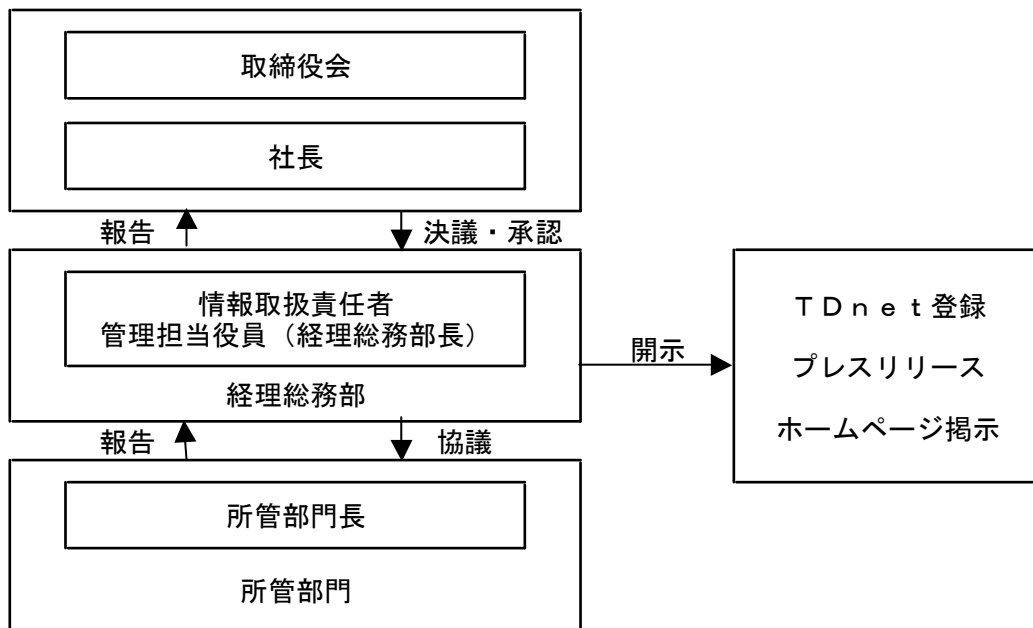 取締役会
社長
報告
決議・承認
情報取扱責任者
管理担当役員（経理総務部長）
経理総務部
開示
ＴＤｎｅｔ登録
プレスリリース
ホームページ掲示
報告
協議
所管部門長
所管部門